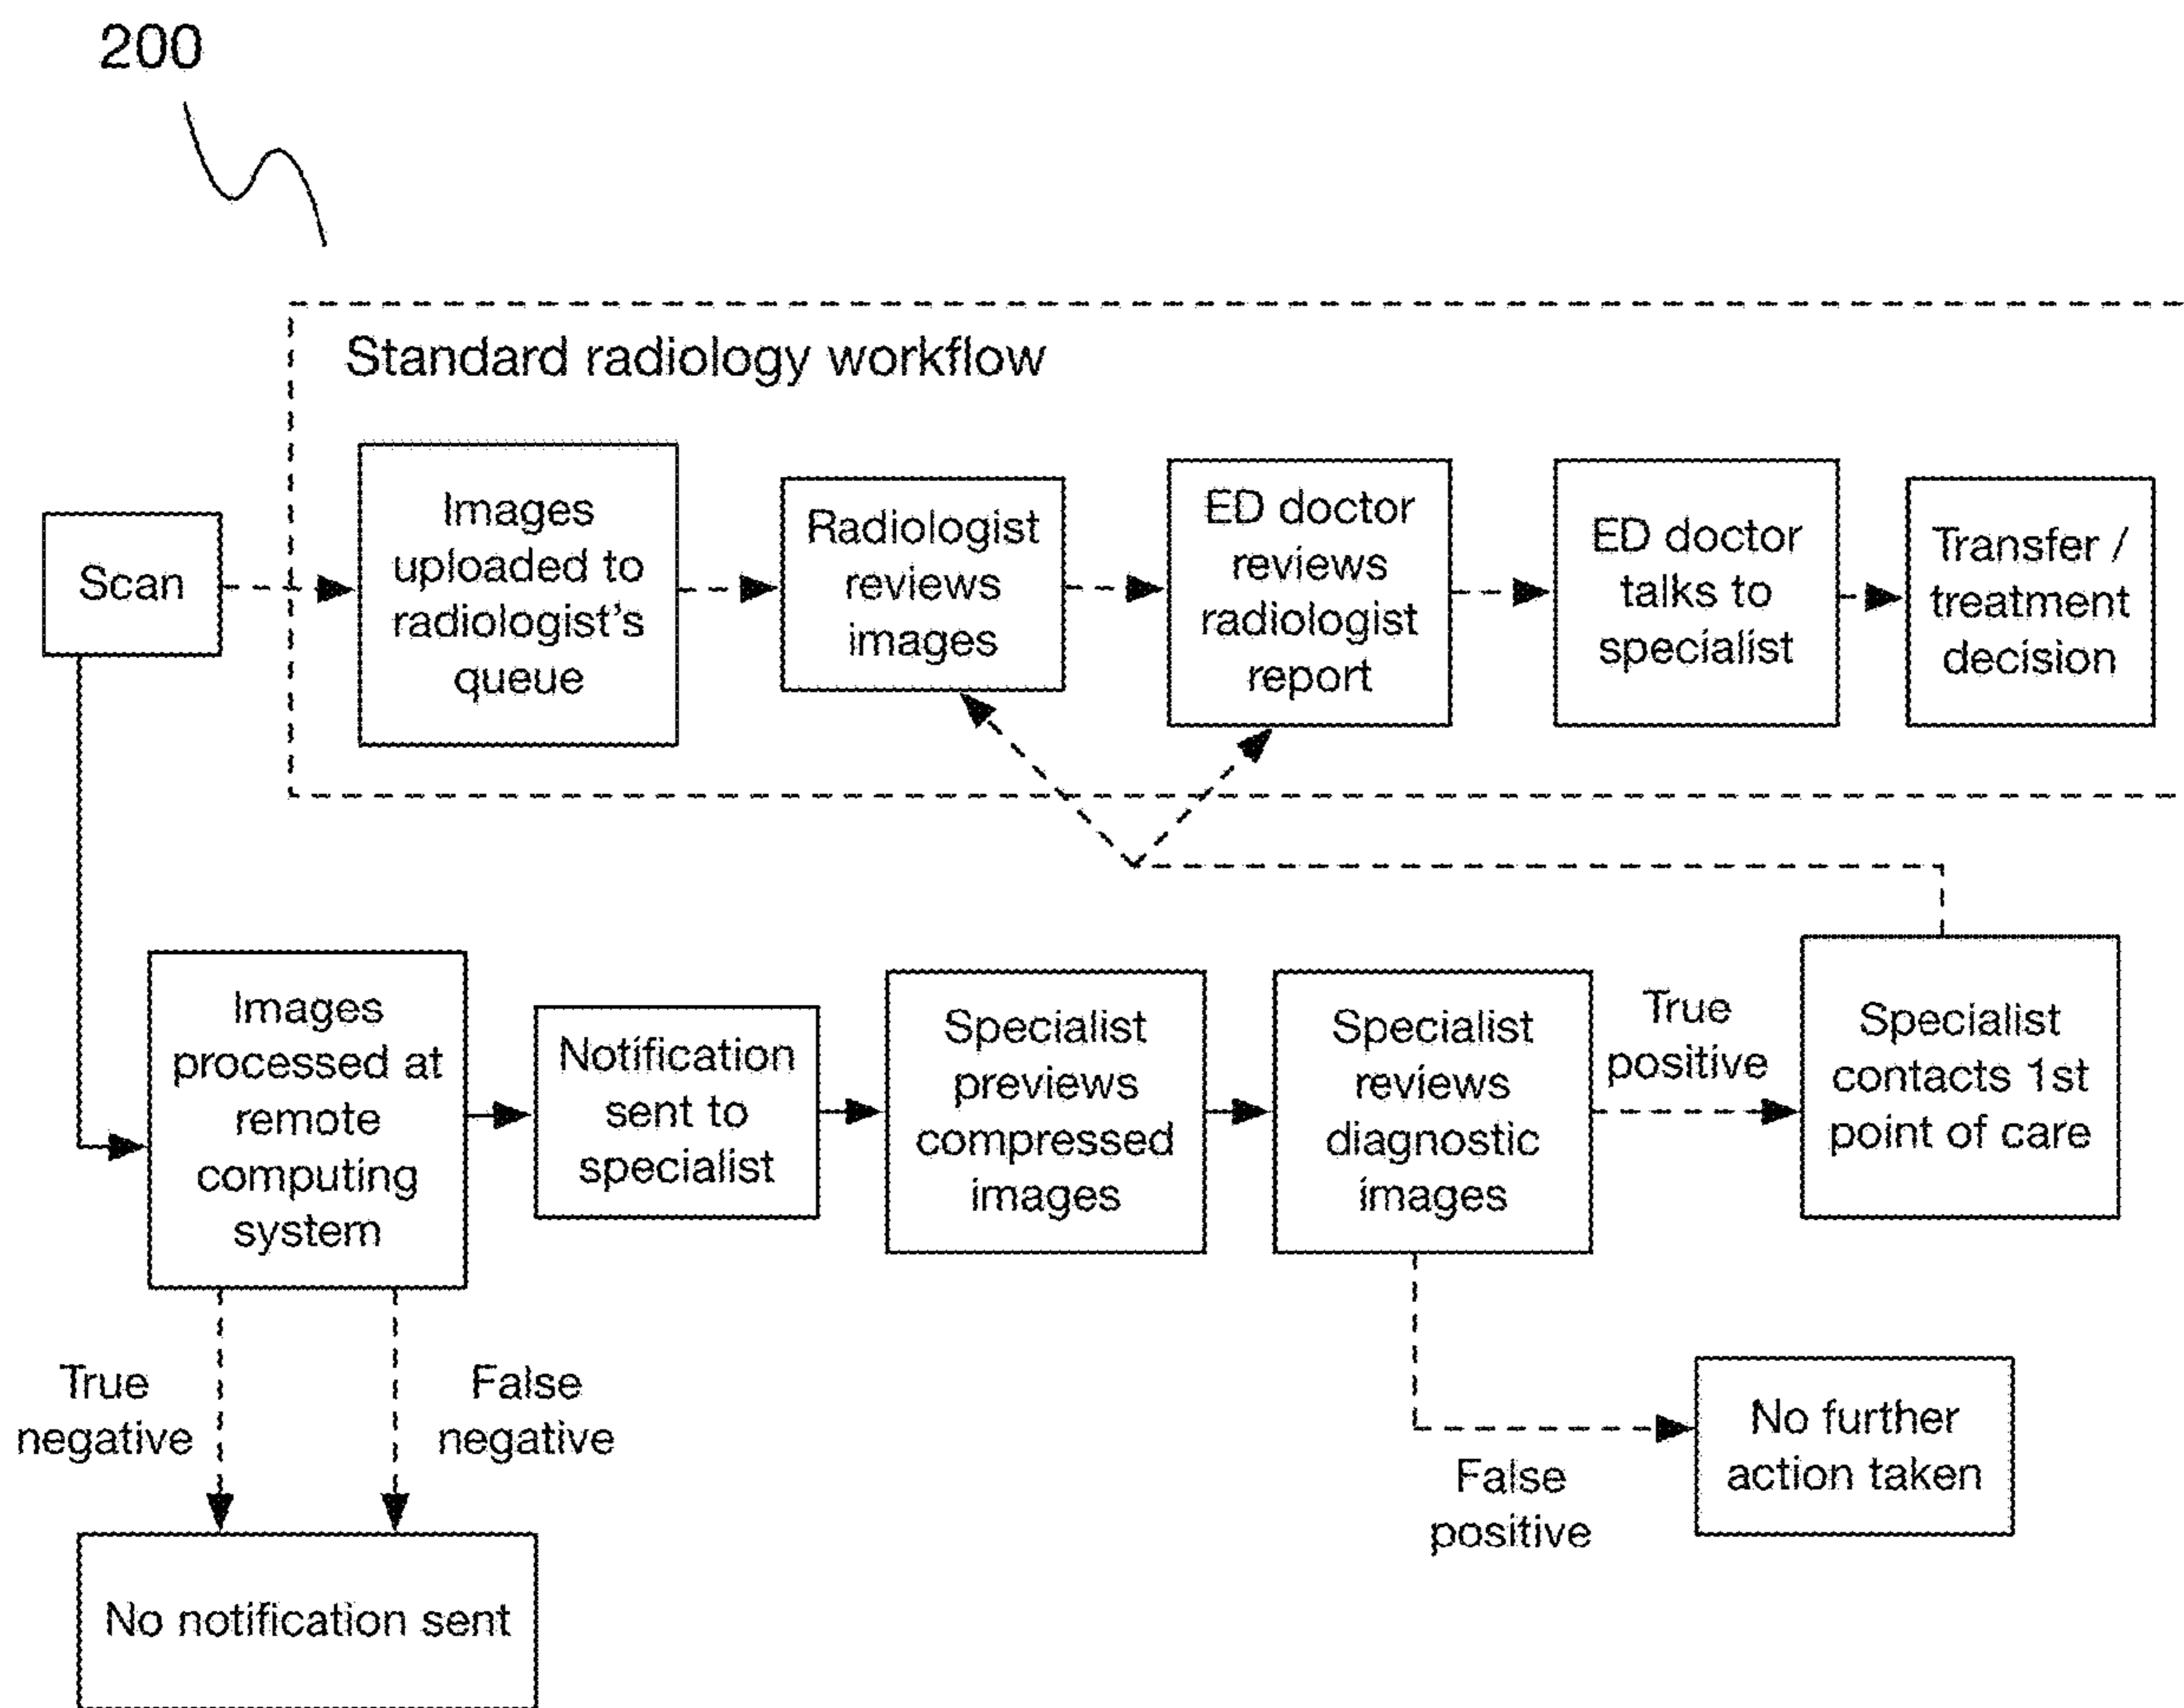 200
Standard radiology workflow
Scan
Images
uploaded to
radiologist's
queue
Radiologist
reviews
images
ED doctor
reviews
radiologist
report
ED doctor
talks to
specialist
Transfer /
treatment
decision
Images
processed at
remote
computing
system
Notification
sent to
specialist
Specialist
previews
compressed
images
Specialist
reviews
diagnostic
images
True
positive
Specialist
contacts 1st
point of care
True
negative
False
negative
False
positive
No further
action taken
No notification sent